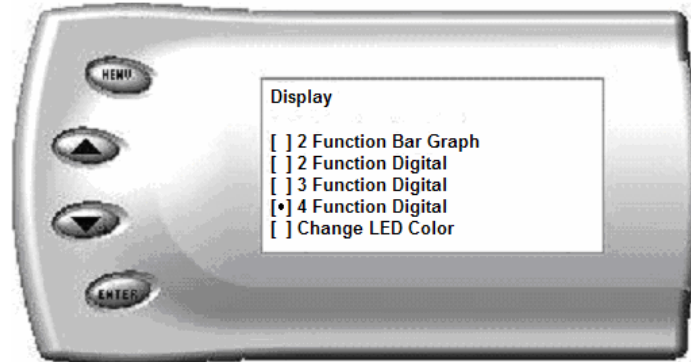 MENU
Display
[ ] 2 Function Bar Graph
[ ] 2 Function Digital
[ ] 3 Function Digital
[•] 4 Function Digital
[ ] Change LED Color
ENTER